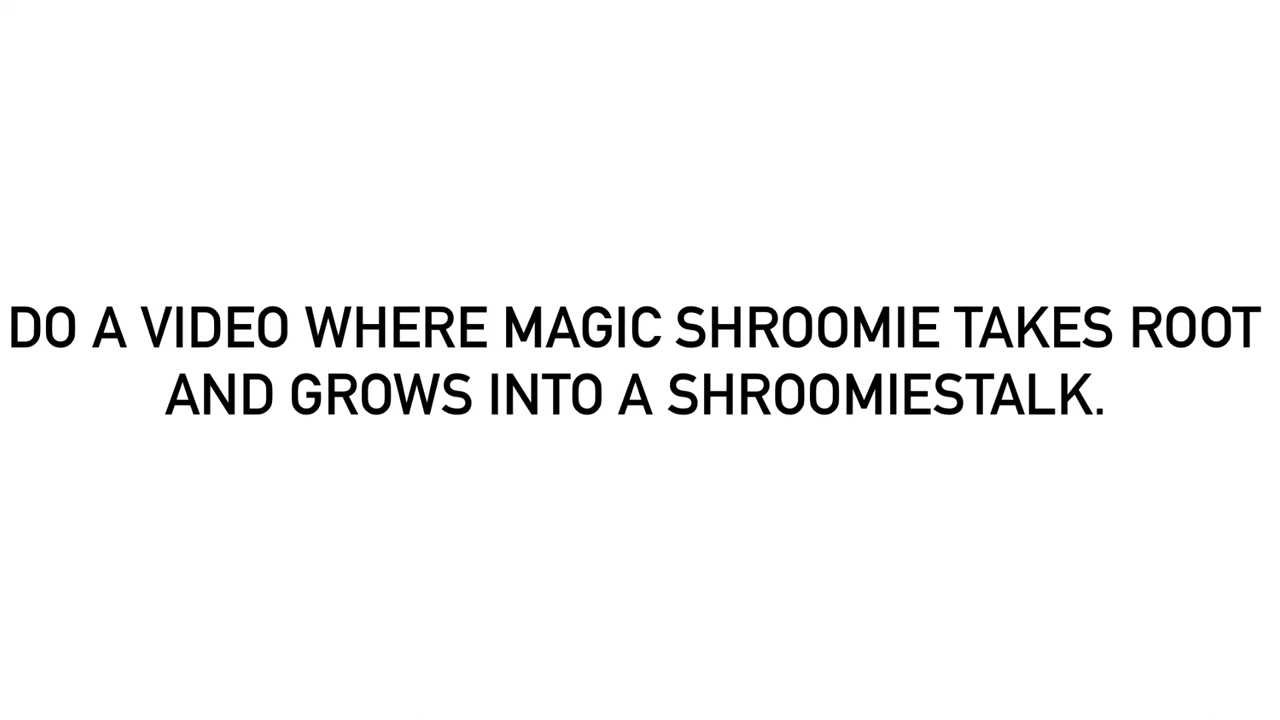 DO A VIDEO WHERE MAGIC SHROOMIE TAKES ROOT
AND GROWS INTO A SHROOMIESTALK.